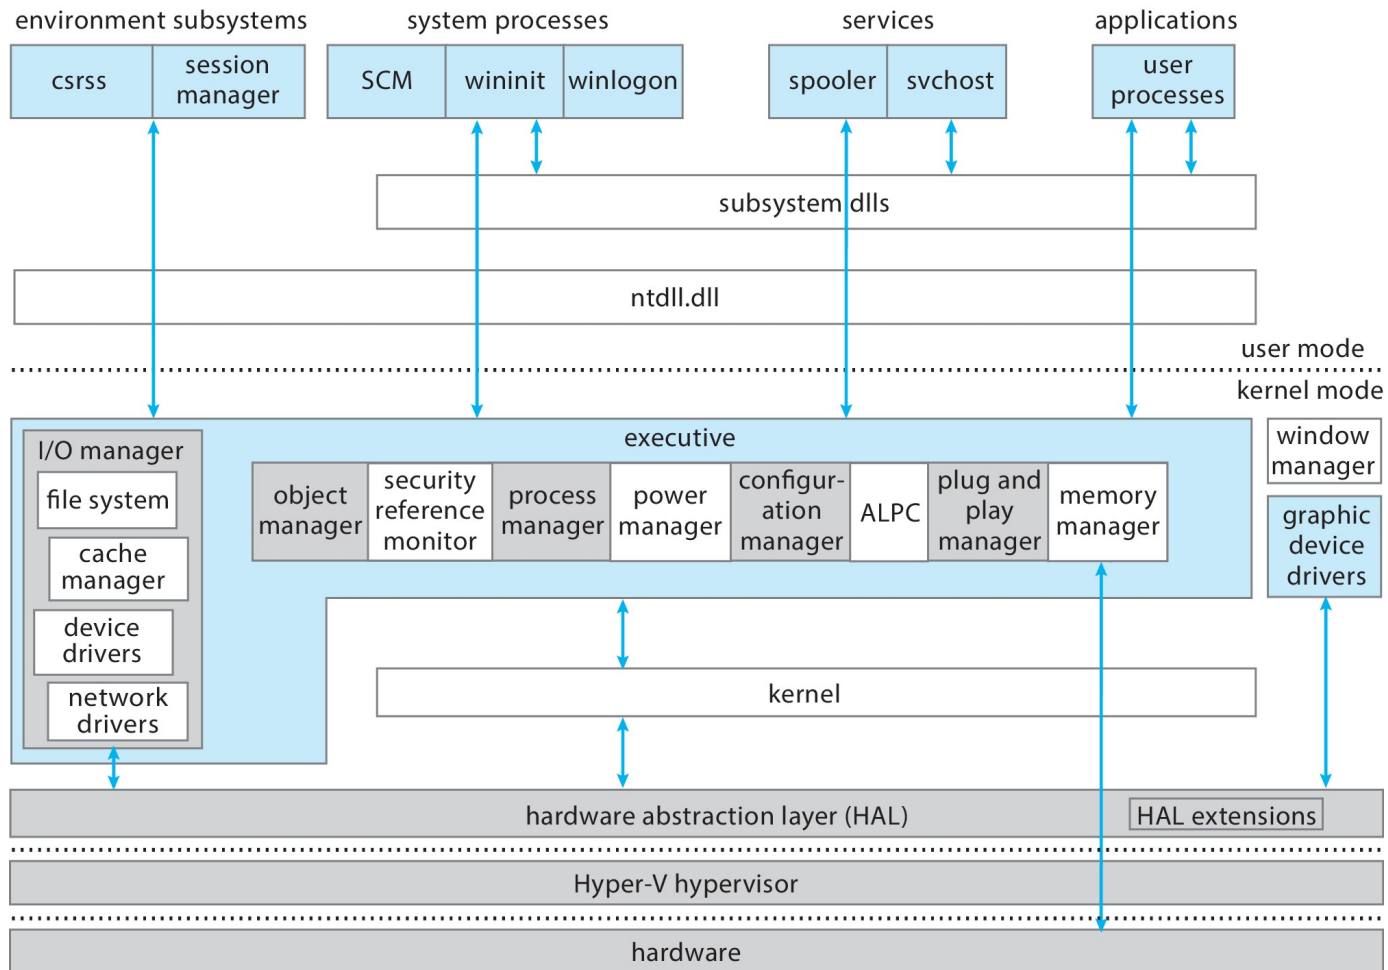 environment subsystems
system processes
services
applications
csrss
session
manager
SCM
wininit
winlogon
spooler
svchost
user
processes
subsystem dlls
ntdll.dll
user mode
kernel mode
executive
I/O manager
file system
cache
manager
device
drivers
network
drivers
object
manager
security
reference
monitor
process
manager
power
manager
configur-
ation
manager
ALPC
plug and
play
manager
memory
manager
window
manager
graphic
device
drivers
kernel
hardware abstraction layer (HAL)
HAL extensions
Hyper-V hypervisor
hardware